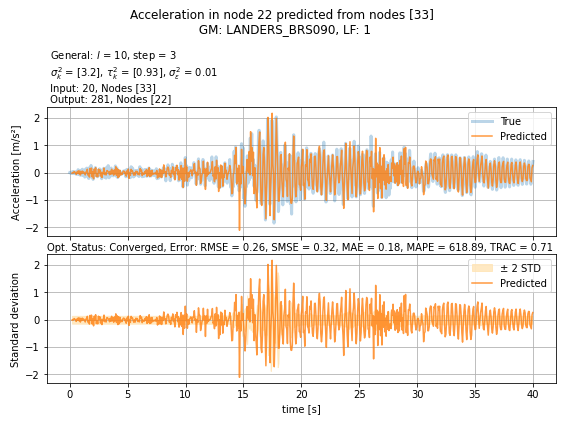 Acceleration in node 22 predicted from nodes [33]
GM: LANDERS_BRS090, LF: 1
General: l = 10, step = 3
σ²ₖ = [3.2], τ²ₖ = [0.93], σ²ε = 0.01
Input: 20, Nodes [33]
Output: 281, Nodes [22]
2
1
0
−1
−2
Acceleration [m/s²]
True
Predicted
Opt. Status: Converged, Error: RMSE = 0.26, SMSE = 0.32, MAE = 0.18, MAPE = 618.89, TRAC = 0.71
2
1
0
−1
−2
Standard deviation
± 2 STD
Predicted
0 5 10 15 20 25 30 35 40
time [s]